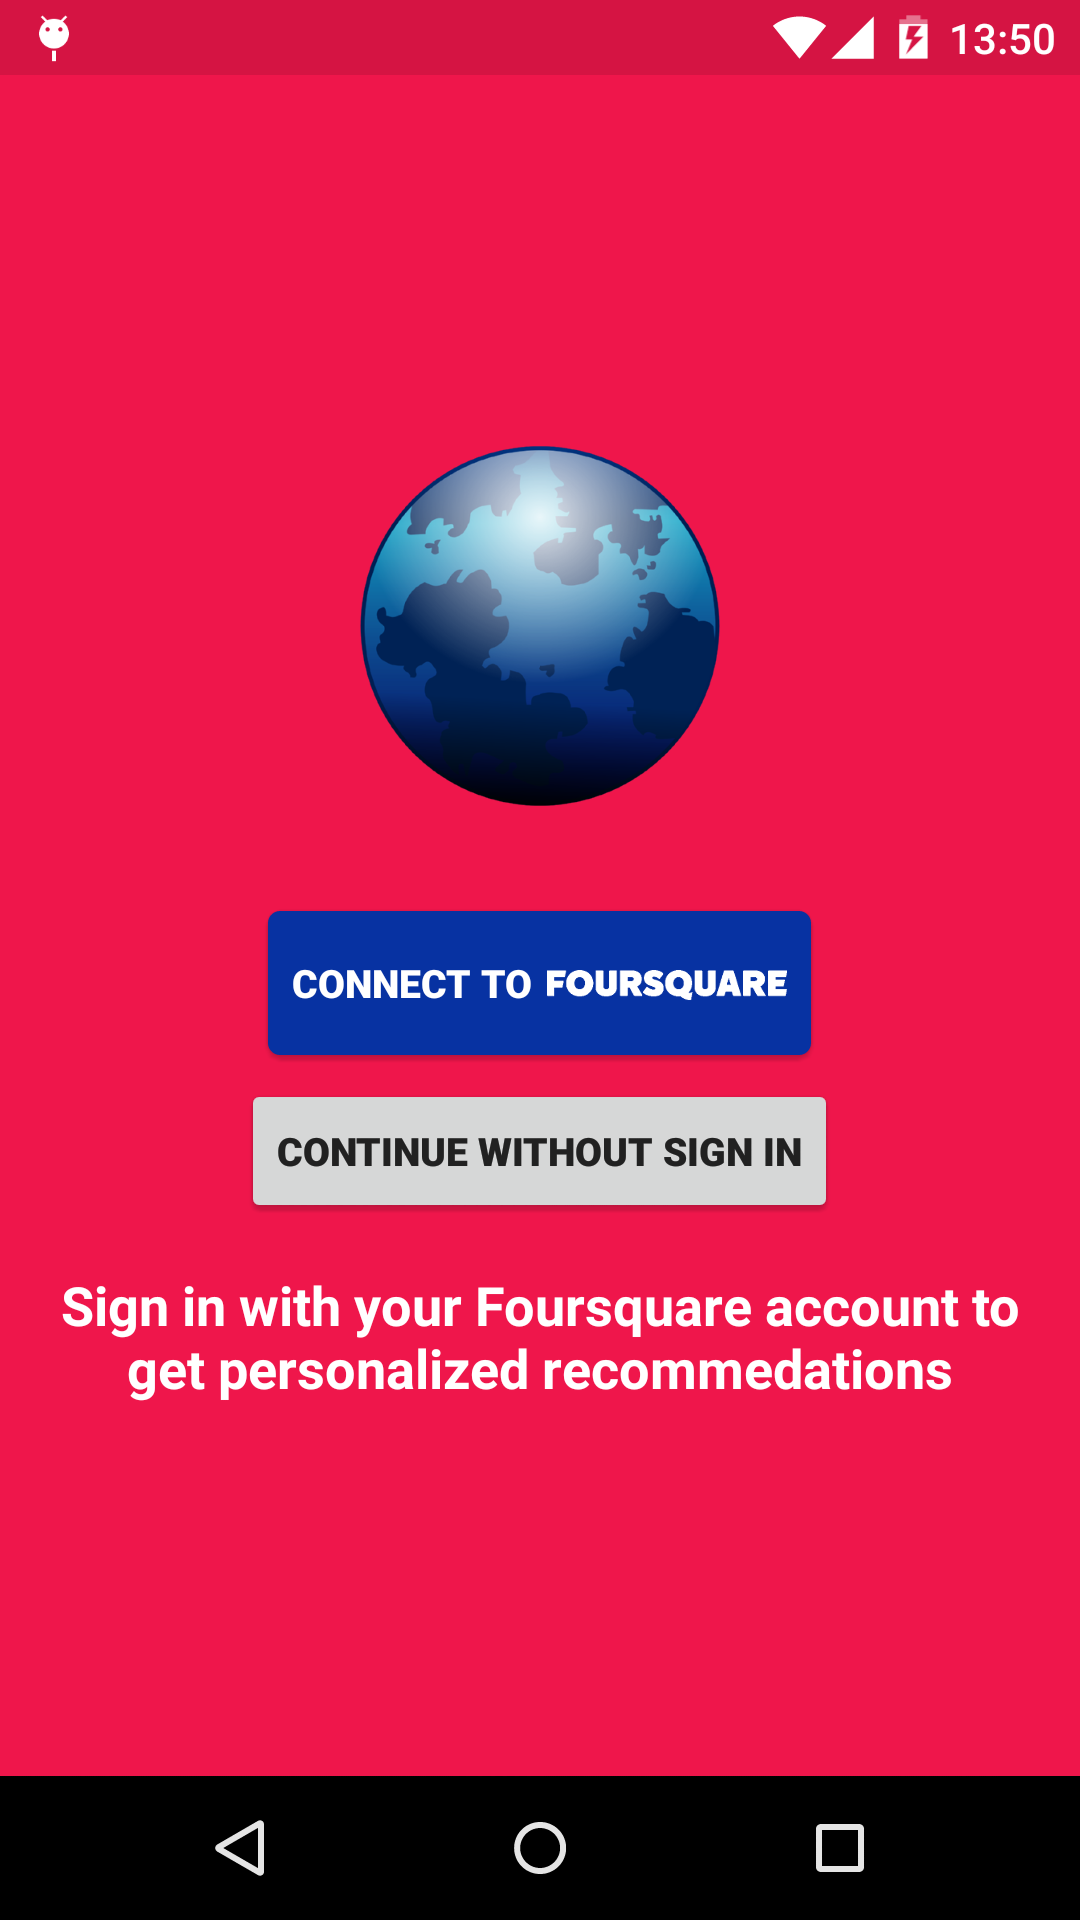 13:50
CONNECT TO FOURSQUARE
CONTINUE WITHOUT SIGN IN
Sign in with your Foursquare account to
get personalized recommedations